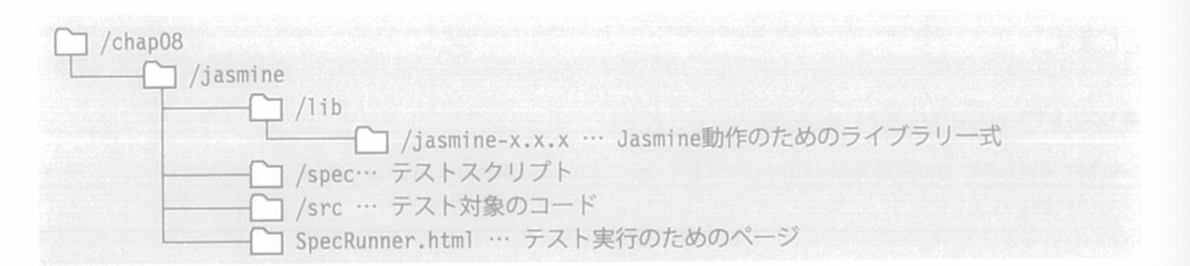 /chap08
/jasmine
/lib
/jasmine-x.x.x … Jasmine動作のためのライブラリ一式
/spec… テストスクリプト
/src … テスト対象のコード
SpecRunner.html … テスト実行のためのページ